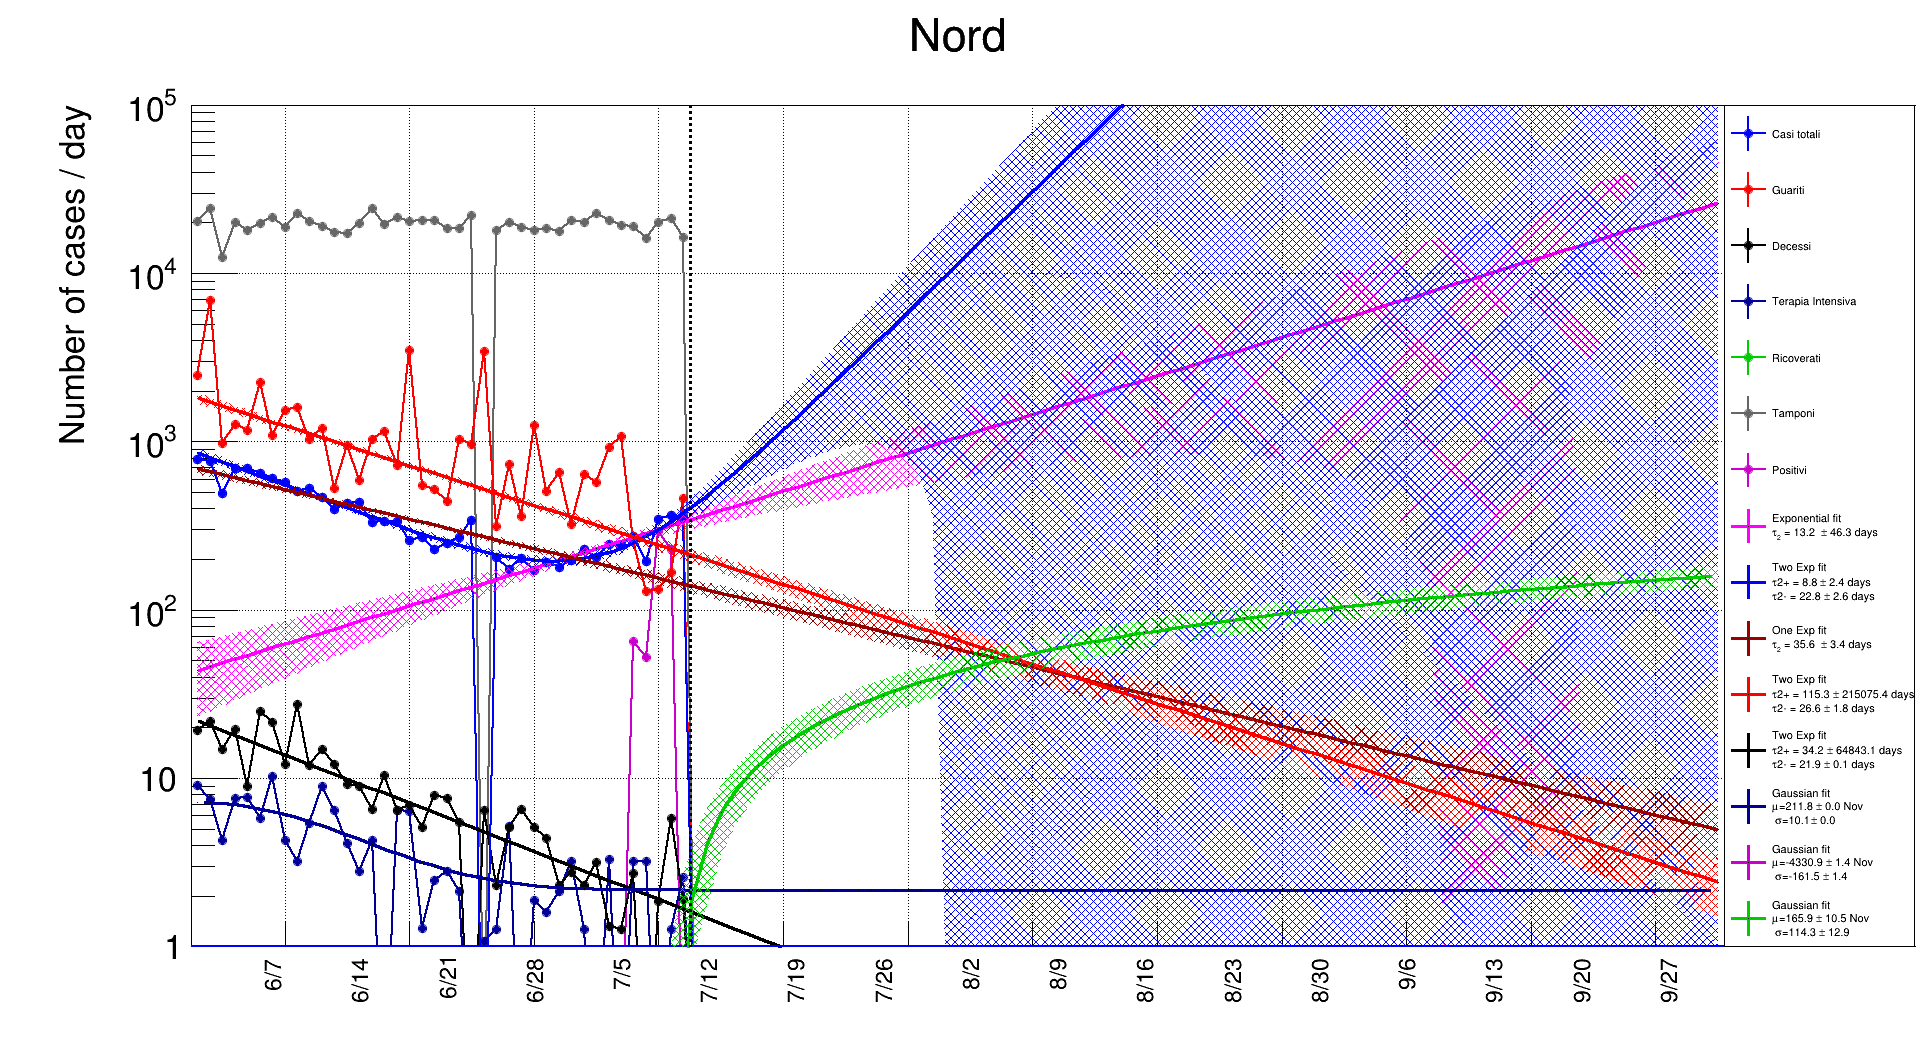 Nord
Number of cases / day
10^5
10^4
10^3
10^2
10
1
6/7
6/14
6/21
6/28
7/5
7/12
7/19
7/26
8/2
8/9
8/16
8/23
8/30
9/6
9/13
9/20
9/27
Casi totali
Guariti
Decessi
Terapia Intensiva
Ricoverati
Tamponi
Positivi
Exponential fit
τ2 = 13.2 ± 46.3 days
Two Exp fit
τ2+ = 8.8 ± 2.4 days
τ2- = 22.8 ± 2.6 days
One Exp fit
τ2 = 35.6 ± 3.4 days
Two Exp fit
τ2+ = 115.3 ± 215075.4 days
τ2- = 26.6 ± 1.8 days
Two Exp fit
τ2+ = 34.2 ± 64843.1 days
τ2- = 21.9 ± 0.1 days
Gaussian fit
μ=211.8 ± 0.0 Nov
σ=10.1 ± 0.0
Gaussian fit
μ=-4330.9 ± 1.4 Nov
σ=-161.5 ± 1.4
Gaussian fit
μ=165.9 ± 10.5 Nov
σ=114.3 ± 12.9